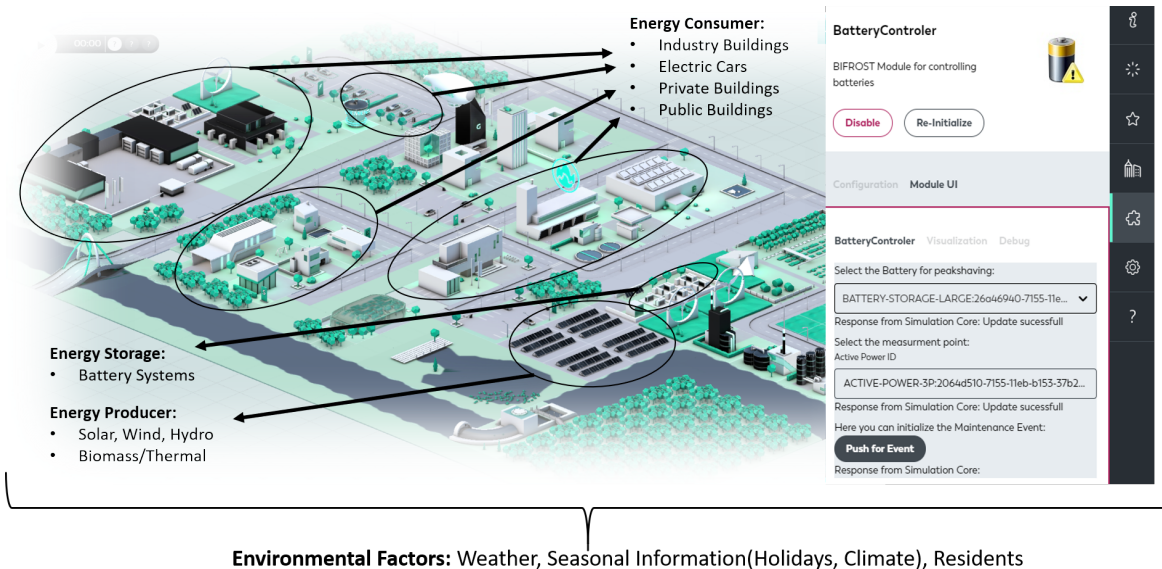 00:00
Energy Consumer:
• Industry Buildings
• Electric Cars
• Private Buildings
• Public Buildings
Energy Storage:
• Battery Systems
Energy Producer:
• Solar, Wind, Hydro
• Biomass/Thermal
BatteryControler
BIFROST Module for controlling
batteries
Disable Re-Initialize
Configuration Module UI
BatteryControler Visualization Debug
Select the Battery for peakshaving:
BATTERY-STORAGE-LARGE:26a46940-7155-11e...
Response from Simulation Core: Update sucessfull
Select the measurment point:
Active Power ID
ACTIVE-POWER-3P:2064d510-7155-11eb-b153-37b2...
Response from Simulation Core: Update sucessfull
Here you can initialize the Maintenance Event:
Push for Event
Response from Simulation Core:
?
Environmental Factors: Weather, Seasonal Information(Holidays, Climate), Residents